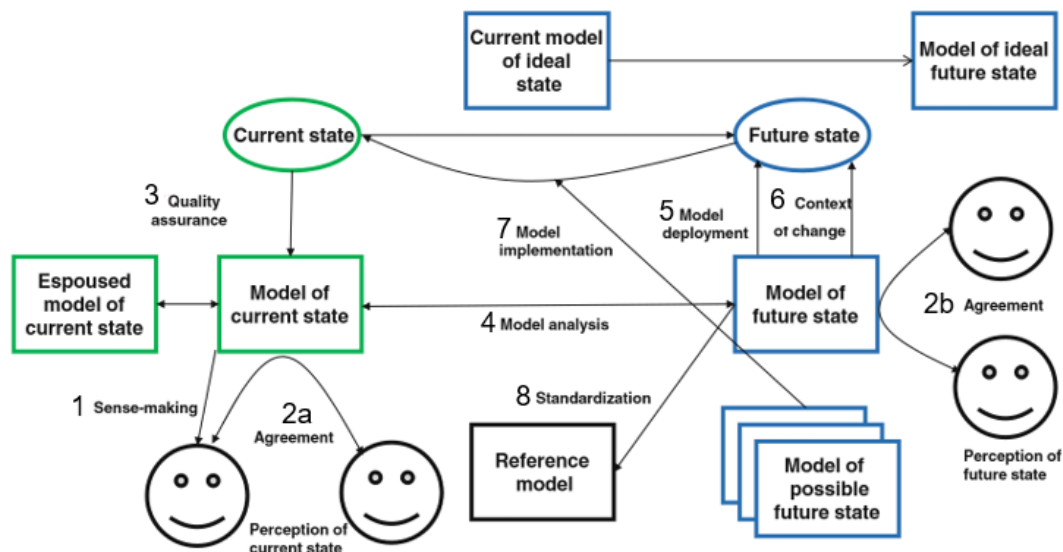 Current model
of ideal
state
Model of ideal
future state
Current state
Future state
3 Quality
assurance
7 Model
implementation
5 Model
deployment
6 Context
of change
Espoused
model of
current state
Model of
current state
4 Model analysis
Model of
future state
2b Agreement
1 Sense-making
2a
Agreement
8 Standardization
Reference
model
Model of
possible
future state
Perception of
future state
Perception of
current state